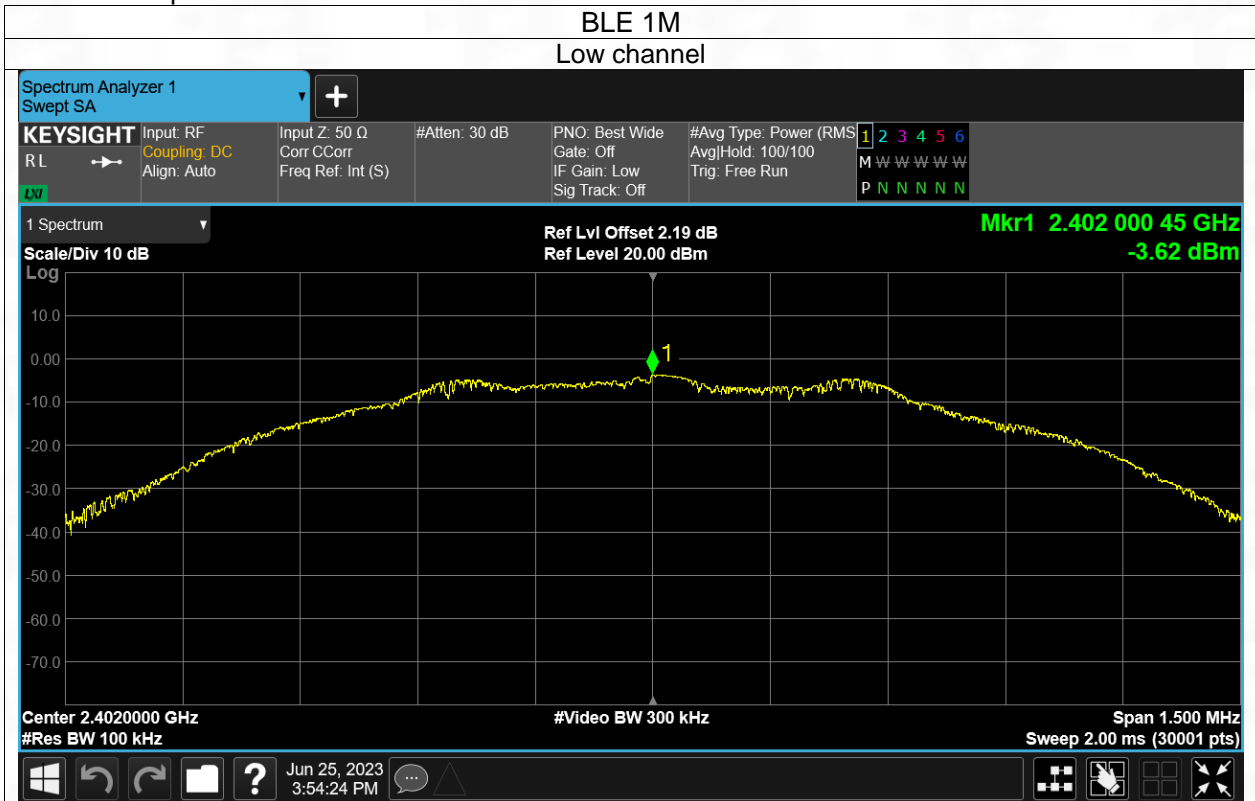 BLE 1M
Low channel
Spectrum Analyzer 1
Swept SA
KEYSIGHT
RL
LXI
Input: RF
Coupling: DC
Align: Auto
Input Z: 50 Ω
Corr CCorr
Freq Ref: Int (S)
#Atten: 30 dB
PNO: Best Wide
Gate: Off
IF Gain: Low
Sig Track: Off
#Avg Type: Power (RMS
Avg|Hold: 100/100
Trig: Free Run
1 2 3 4 5 6
M W W W W W
P N N N N N
1 Spectrum
Scale/Div 10 dB
Ref Lvl Offset 2.19 dB
Ref Level 20.00 dBm
Mkr1 2.402 000 45 GHz
-3.62 dBm
Log
10.0
0.00
-10.0
-20.0
-30.0
-40.0
-50.0
-60.0
-70.0
1
Center 2.4020000 GHz
#Res BW 100 kHz
#Video BW 300 kHz
Span 1.500 MHz
Sweep 2.00 ms (30001 pts)
?
Jun 25, 2023
3:54:24 PM